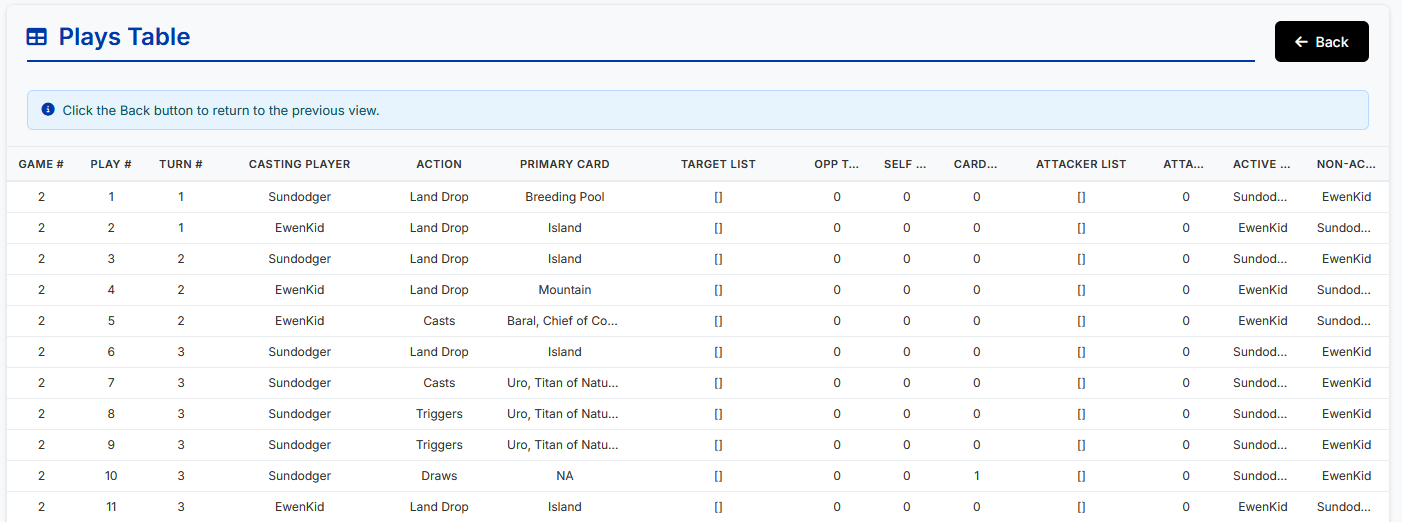 Plays Table
Back
Click the Back button to return to the previous view.
GAME # PLAY # TURN # CASTING PLAYER ACTION PRIMARY CARD TARGET LIST OPP T... SELF ... CARD... ATTACKER LIST ATTA... ACTIVE ... NON-AC...
2 1 1 Sundodger Land Drop Breeding Pool [] 0 0 0 [] 0 Sundod... EwenKid
2 2 1 EwenKid Land Drop Island [] 0 0 0 [] 0 EwenKid Sundod...
2 3 2 Sundodger Land Drop Island [] 0 0 0 [] 0 Sundod... EwenKid
2 4 2 EwenKid Land Drop Mountain [] 0 0 0 [] 0 EwenKid Sundod...
2 5 2 EwenKid Casts Baral, Chief of Co... [] 0 0 0 [] 0 EwenKid Sundod...
2 6 3 Sundodger Land Drop Island [] 0 0 0 [] 0 Sundod... EwenKid
2 7 3 Sundodger Casts Uro, Titan of Natu... [] 0 0 0 [] 0 Sundod... EwenKid
2 8 3 Sundodger Triggers Uro, Titan of Natu... [] 0 0 0 [] 0 Sundod... EwenKid
2 9 3 Sundodger Triggers Uro, Titan of Natu... [] 0 0 0 [] 0 Sundod... EwenKid
2 10 3 Sundodger Draws NA [] 0 0 1 [] 0 Sundod... EwenKid
2 11 3 EwenKid Land Drop Island [] 0 0 0 [] 0 EwenKid Sundod...